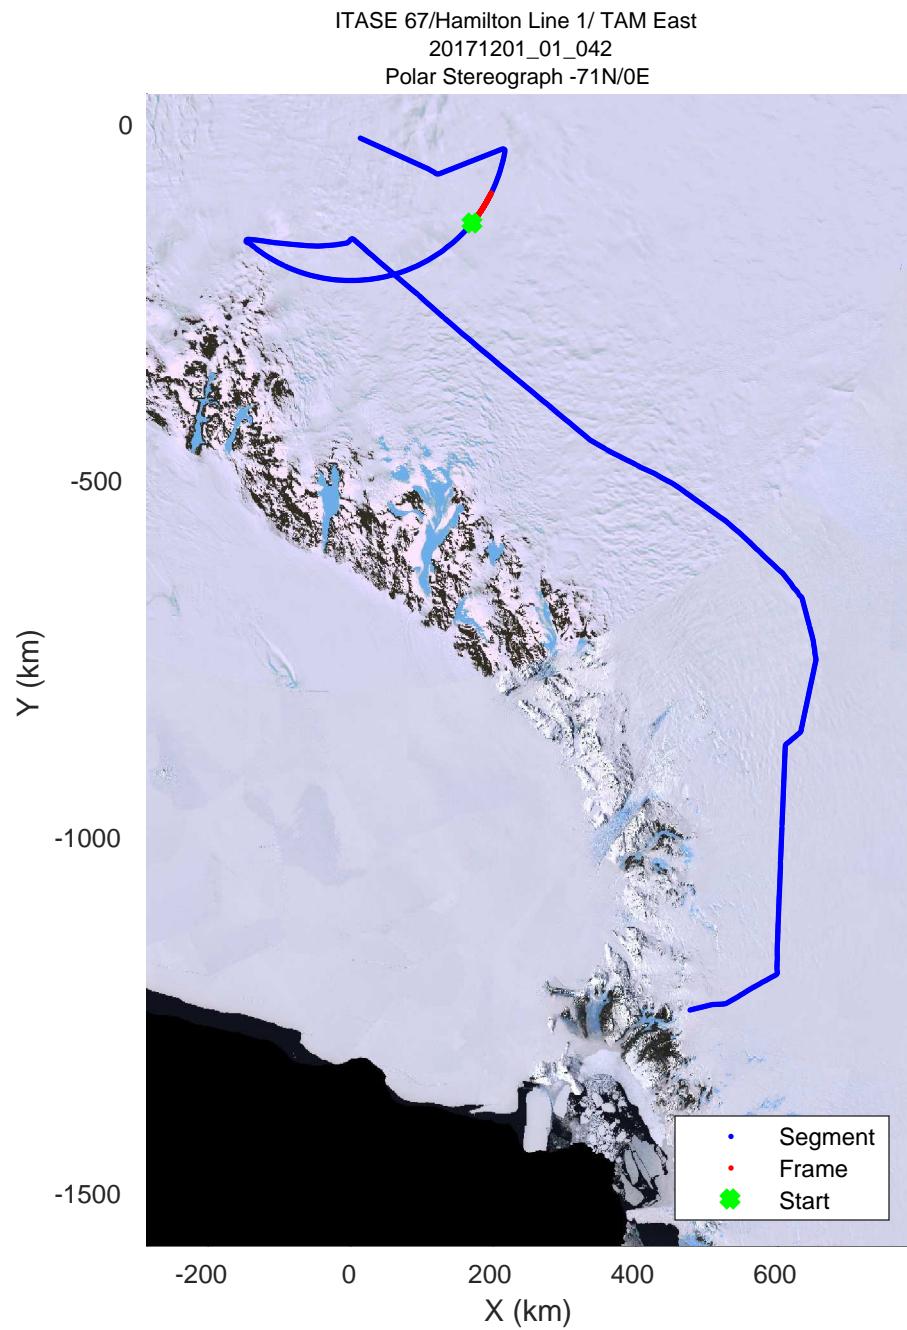 ITASE 67/Hamilton Line 1/ TAM East
20171201_01_042
Polar Stereograph -71N/0E
0
-500
-1000
-1500
Y (km)
-200
0
200
400
600
X (km)
Segment
Frame
Start